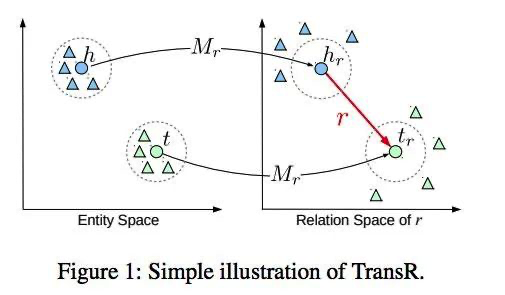 h
M_r
h_r
r
t
t_r
M_r
Entity Space
Relation Space of r
Figure 1: Simple illustration of TransR.